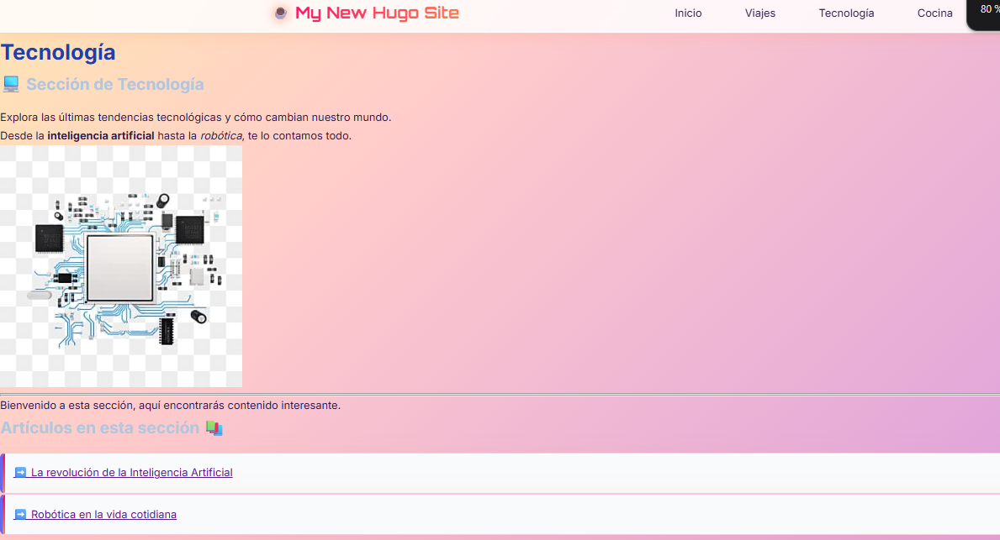 My New Hugo Site
Inicio Viajes Tecnología Cocina
80 %
Tecnología
Sección de Tecnología
Explora las últimas tendencias tecnológicas y cómo cambian nuestro mundo.
Desde la inteligencia artificial hasta la robótica, te lo contamos todo.
Bienvenido a esta sección, aquí encontrarás contenido interesante.
Artículos en esta sección
La revolución de la Inteligencia Artificial
Robótica en la vida cotidiana